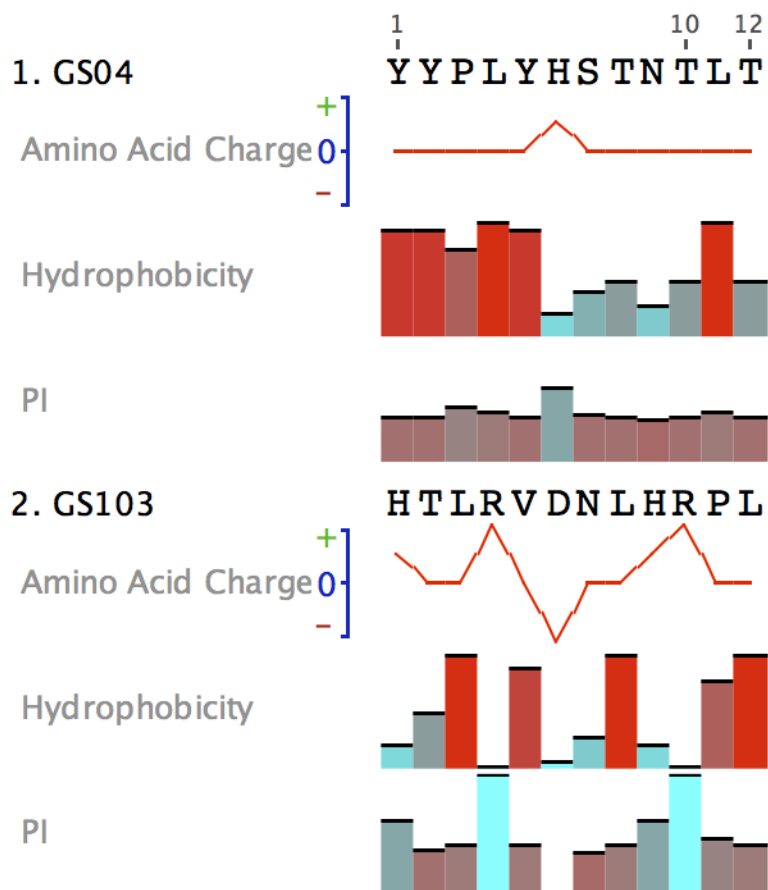 1 10 12
1. GS04 YYPLYHSTNTLT
+
Amino Acid Charge 0
−
Hydrophobicity
PI
2. GS103 HTLRVDNLHRPL
+
Amino Acid Charge 0
−
Hydrophobicity
PI